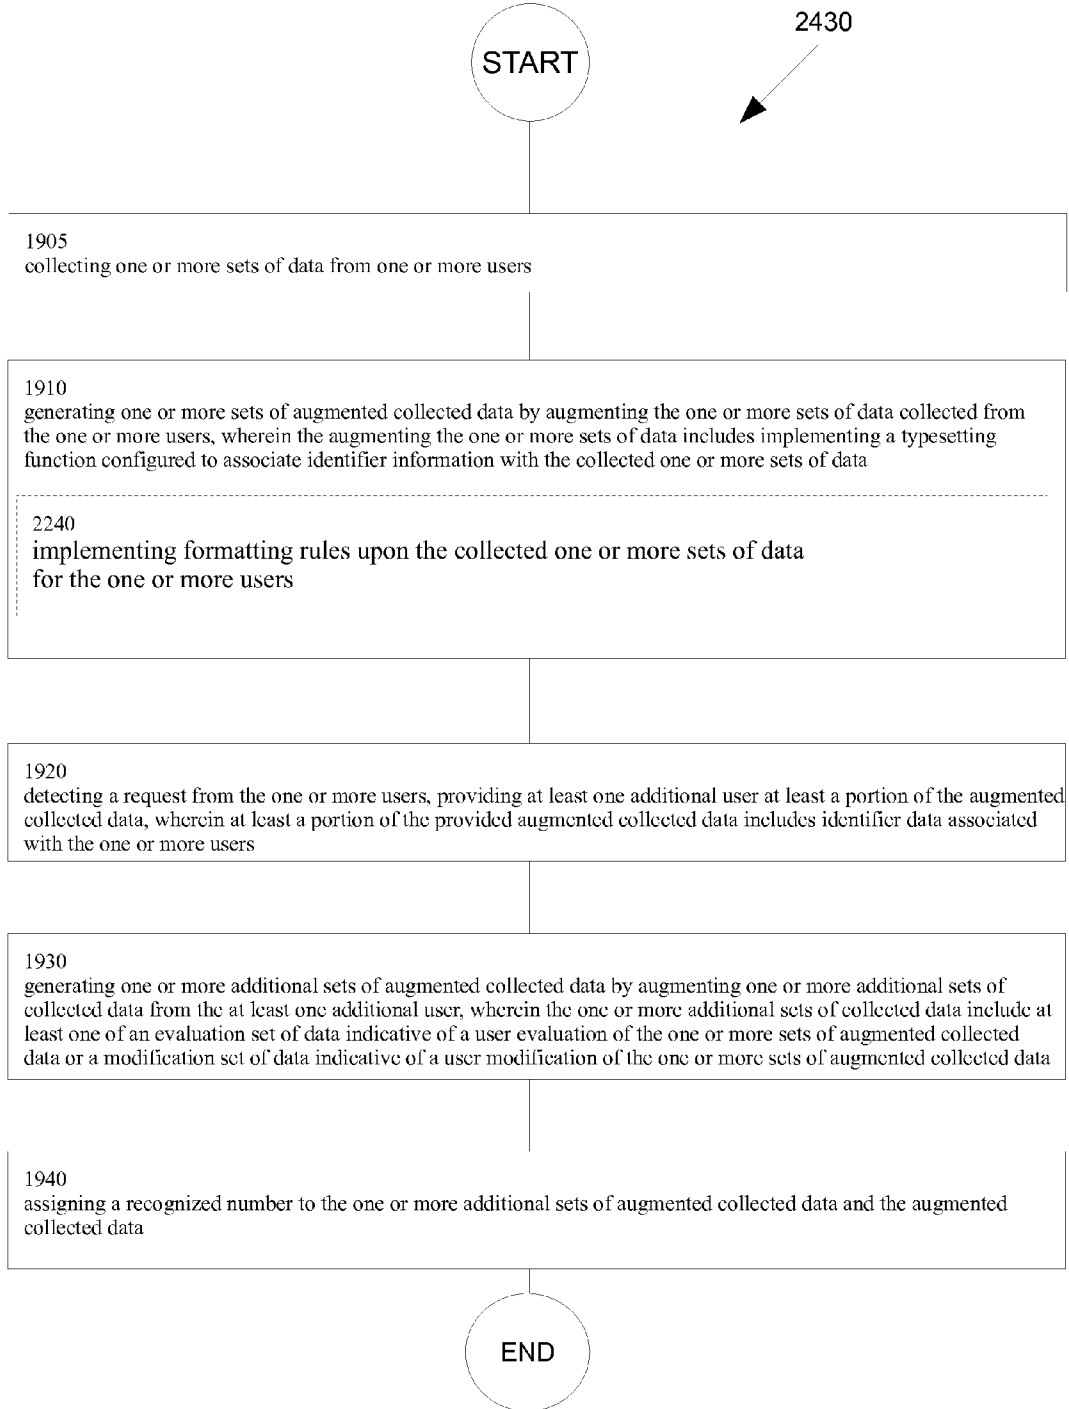 START
2430
1905
collecting one or more sets of data from one or more users
1910
generating one or more sets of augmented collected data by augmenting the one or more sets of data collected from
the one or more users, wherein the augmenting the one or more sets of data includes implementing a typesetting
function configured to associate identifier information with the collected one or more sets of data
2240
implementing formatting rules upon the collected one or more sets of data
for the one or more users
1920
detecting a request from the one or more users, providing at least one additional user at least a portion of the augmented
collected data, wherein at least a portion of the provided augmented collected data includes identifier data associated
with the one or more users
1930
generating one or more additional sets of augmented collected data by augmenting one or more additional sets of
collected data from the at least one additional user, wherein the one or more additional sets of collected data include at
least one of an evaluation set of data indicative of a user evaluation of the one or more sets of augmented collected
data or a modification set of data indicative of a user modification of the one or more sets of augmented collected data
1940
assigning a recognized number to the one or more additional sets of augmented collected data and the augmented
collected data
END